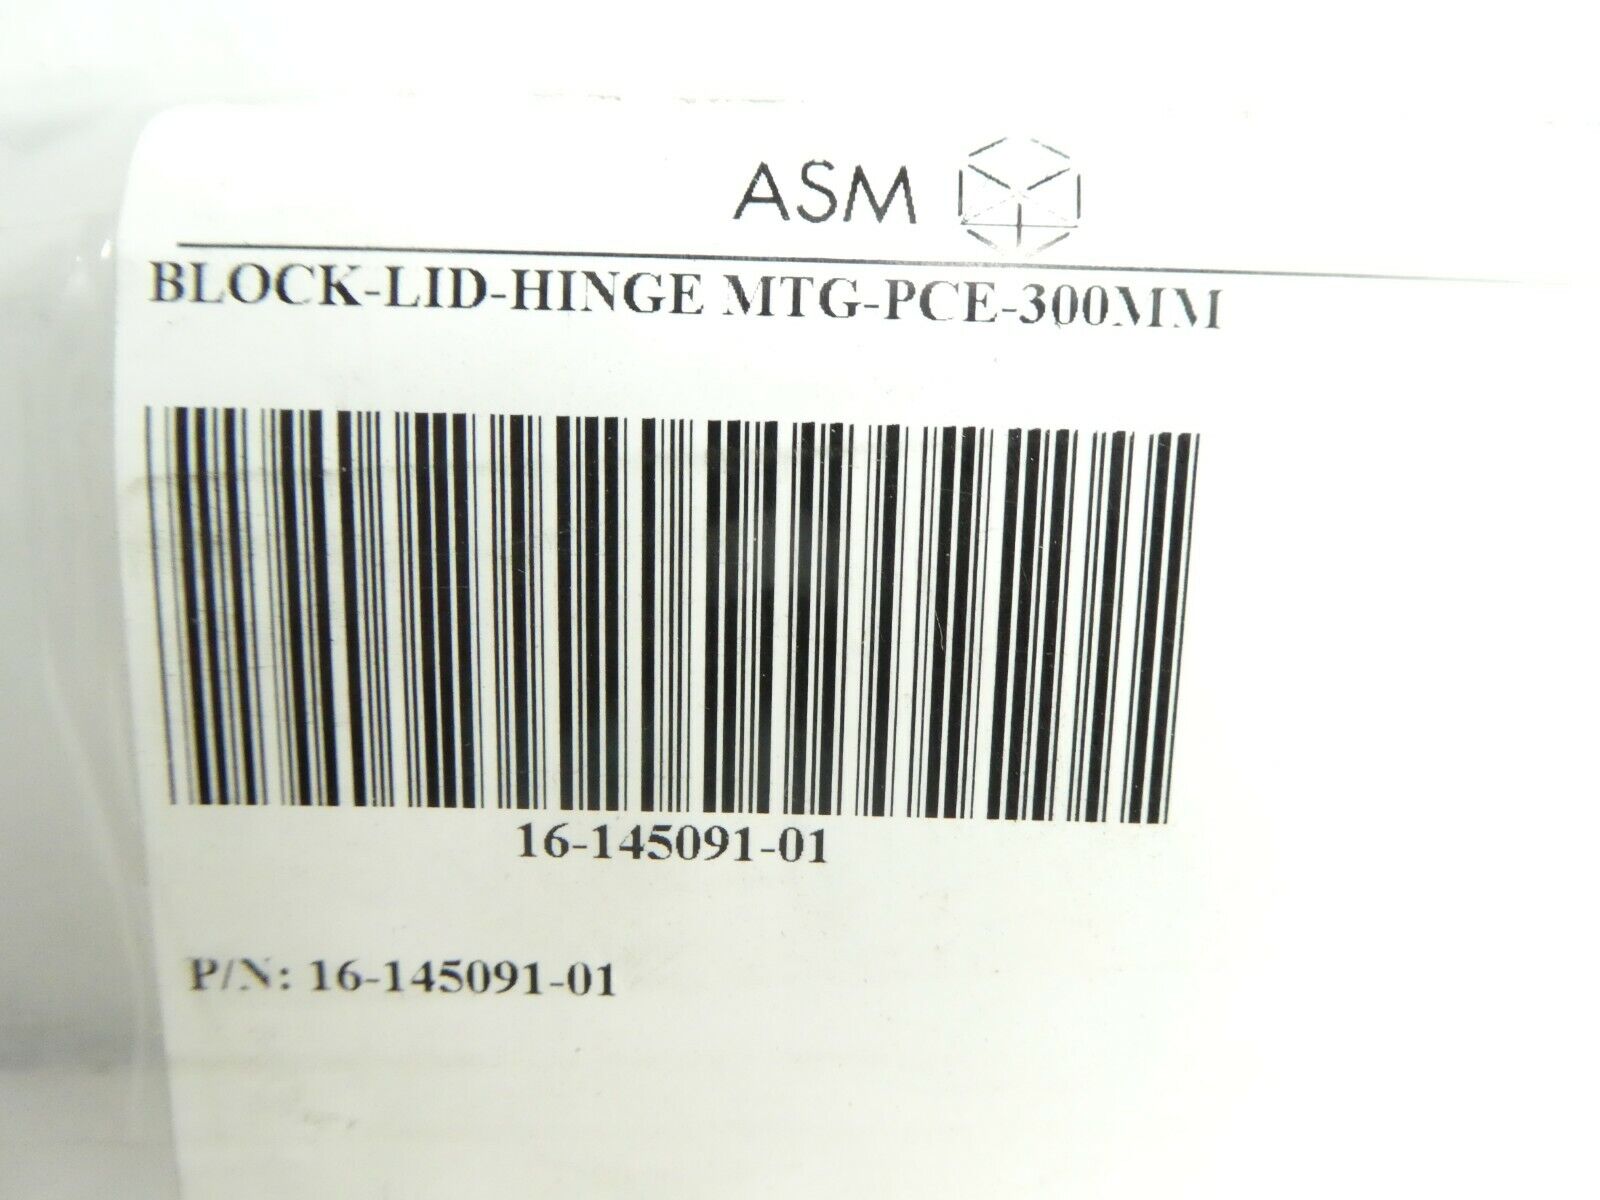 ASM
BLOCK-LID-HINGE MTG-PCE-300MM
16-145091-01
P/N: 16-145091-01